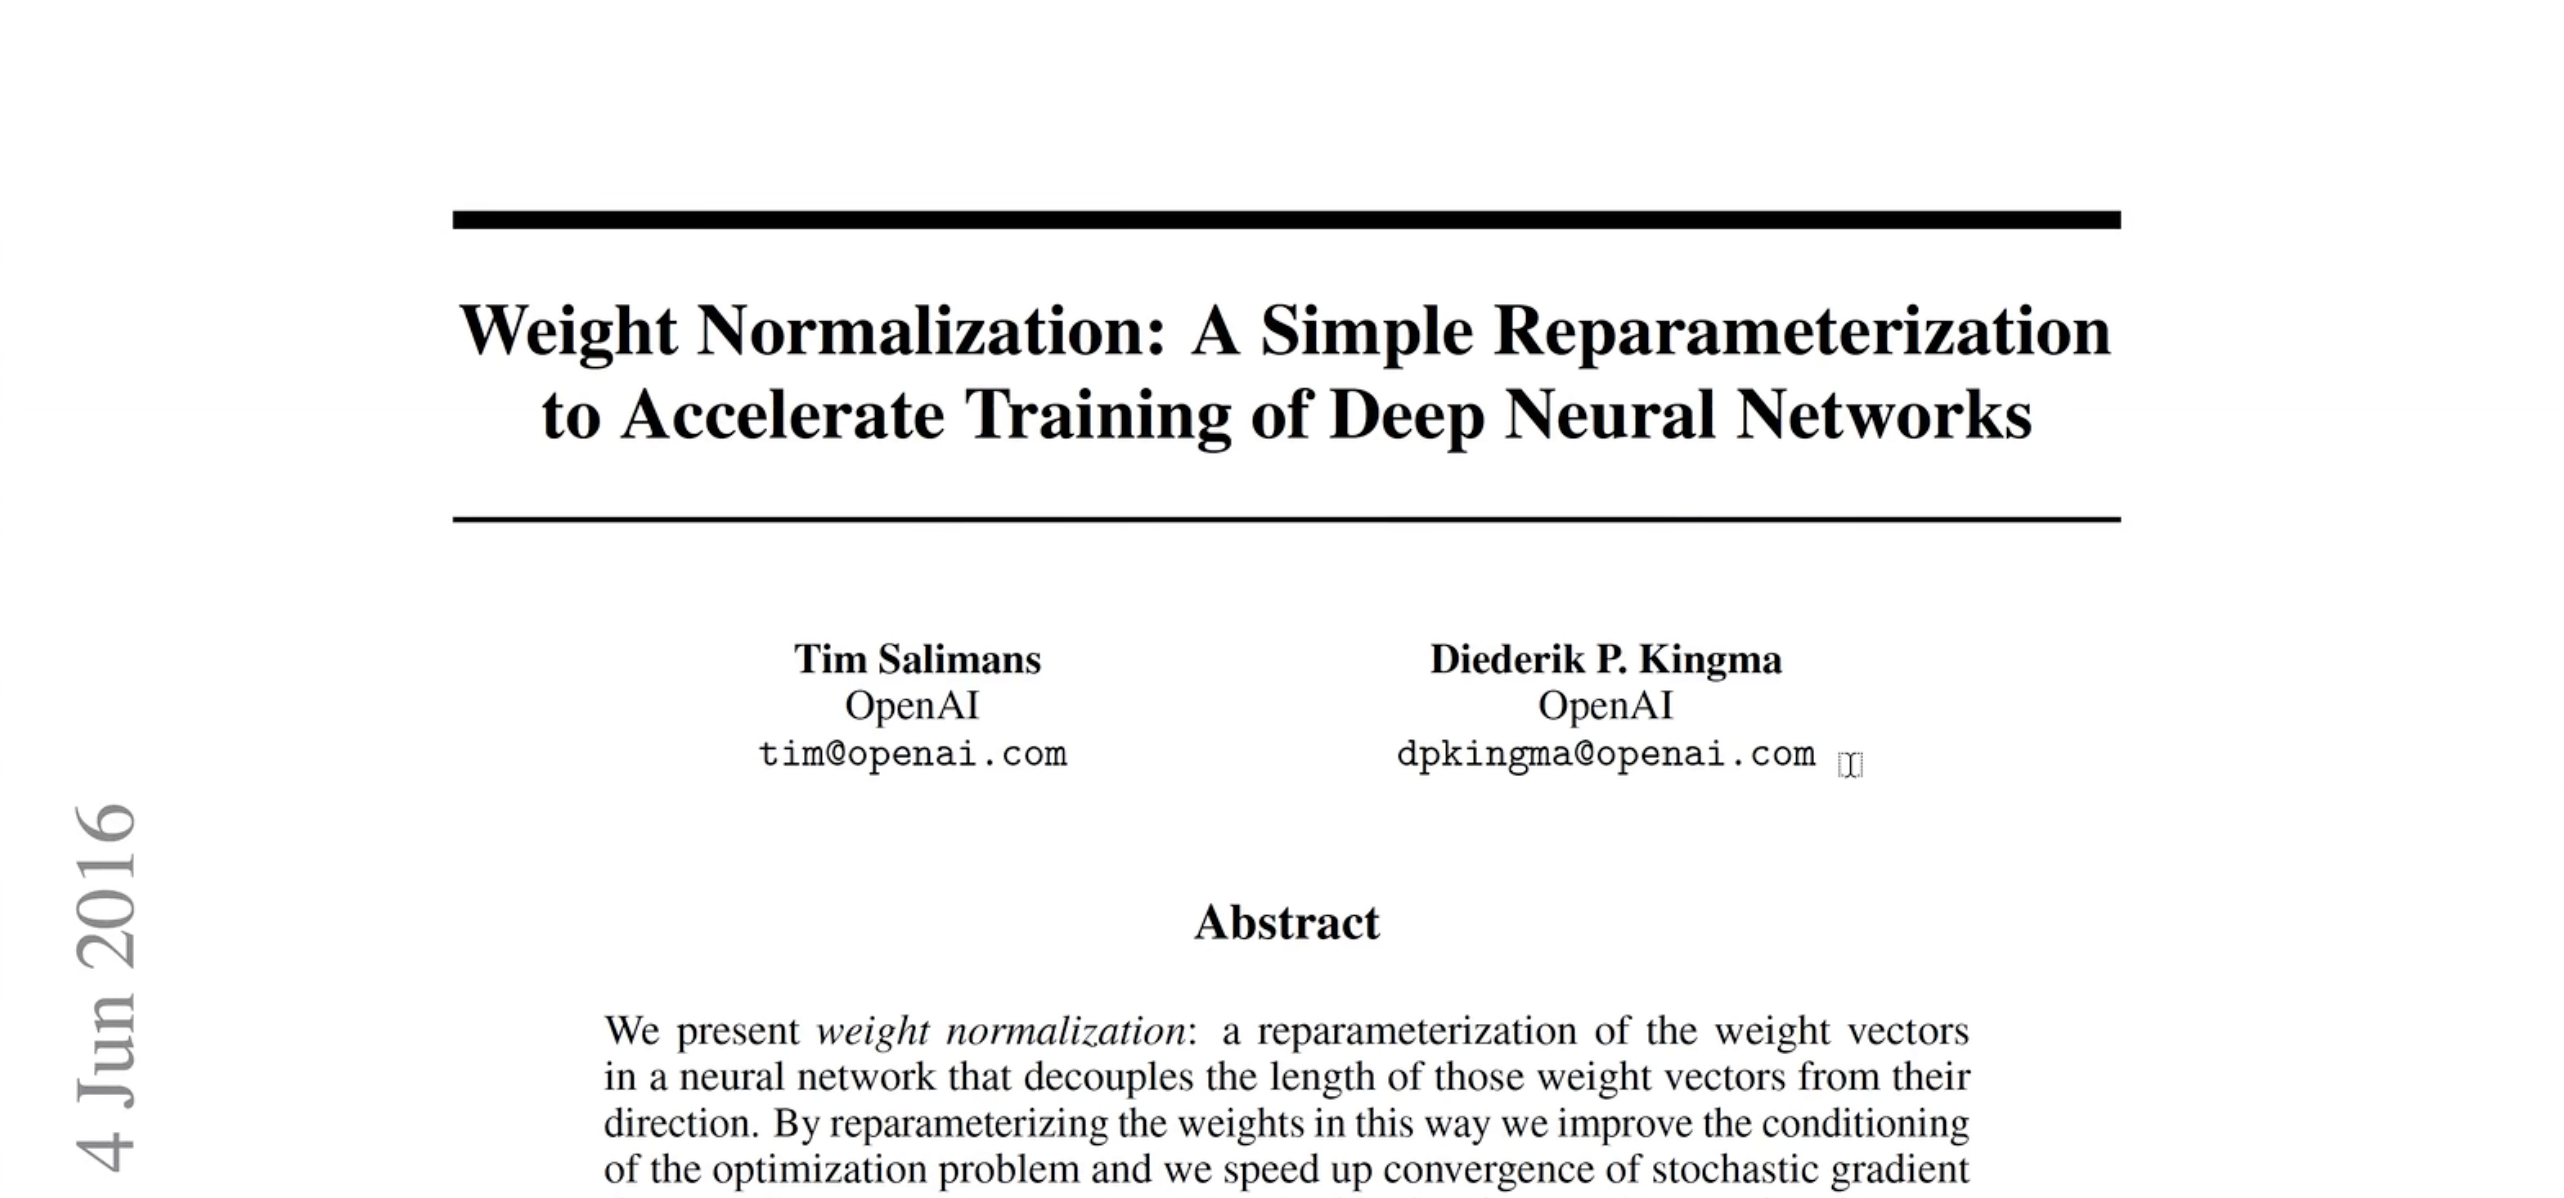 Weight Normalization: A Simple Reparameterization
to Accelerate Training of Deep Neural Networks
Tim Salimans
OpenAI
tim@openai.com
Diederik P. Kingma
OpenAI
dpkingma@openai.com
Abstract
We present weight normalization: a reparameterization of the weight vectors
in a neural network that decouples the length of those weight vectors from their
direction. By reparameterizing the weights in this way we improve the conditioning
of the optimization problem and we speed up convergence of stochastic gradient
4 Jun 2016